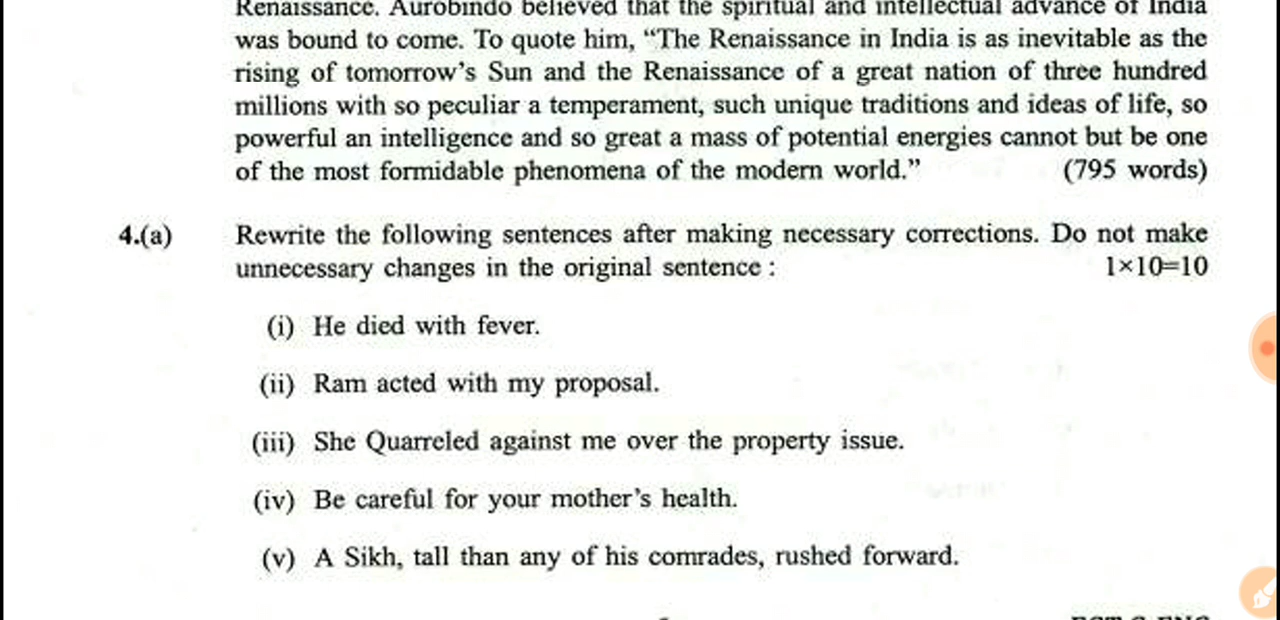 Renaissance. Aurobindo believed that the spiritual and intellectual advance of India
was bound to come. To quote him, “The Renaissance in India is as inevitable as the
rising of tomorrow’s Sun and the Renaissance of a great nation of three hundred
millions with so peculiar a temperament, such unique traditions and ideas of life, so
powerful an intelligence and so great a mass of potential energies cannot but be one
of the most formidable phenomena of the modern world.” (795 words)
4.(a) Rewrite the following sentences after making necessary corrections. Do not make
unnecessary changes in the original sentence : 1×10=10
(i) He died with fever.
(ii) Ram acted with my proposal.
(iii) She Quarreled against me over the property issue.
(iv) Be careful for your mother’s health.
(v) A Sikh, tall than any of his comrades, rushed forward.